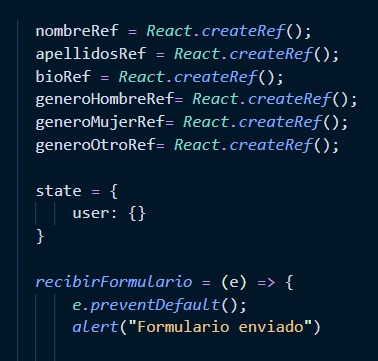 nombreRef = React.createRef();
apellidosRef = React.createRef();
bioRef = React.createRef();
generoHombreRef= React.createRef();
generoMujerRef= React.createRef();
generoOtroRef= React.createRef();
state = {
user: {}
}
recibirFormulario = (e) => {
e.preventDefault();
alert("Formulario enviado")